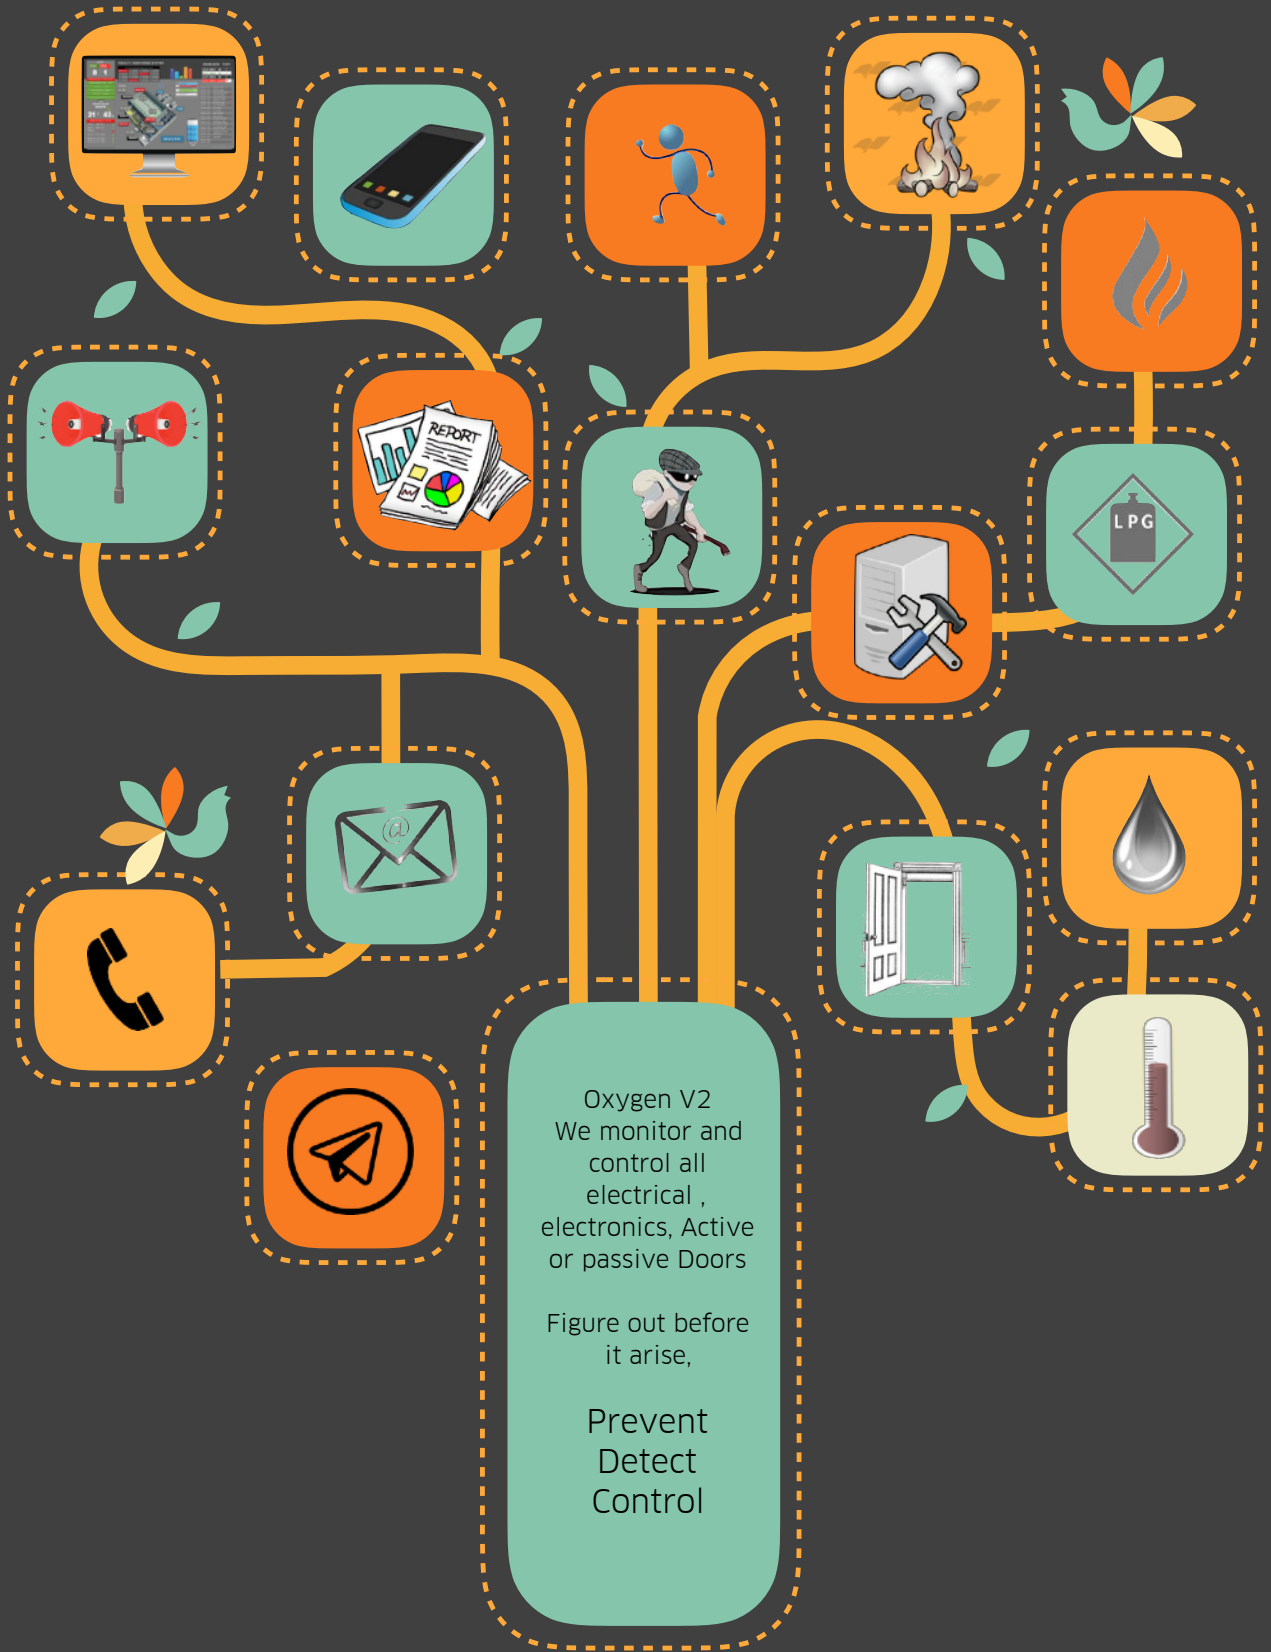 REPORT
LPG
@
Oxygen V2
We monitor and
control all
electrical ,
electronics, Active
or passive Doors
Figure out before
it arise,
Prevent
Detect
Control